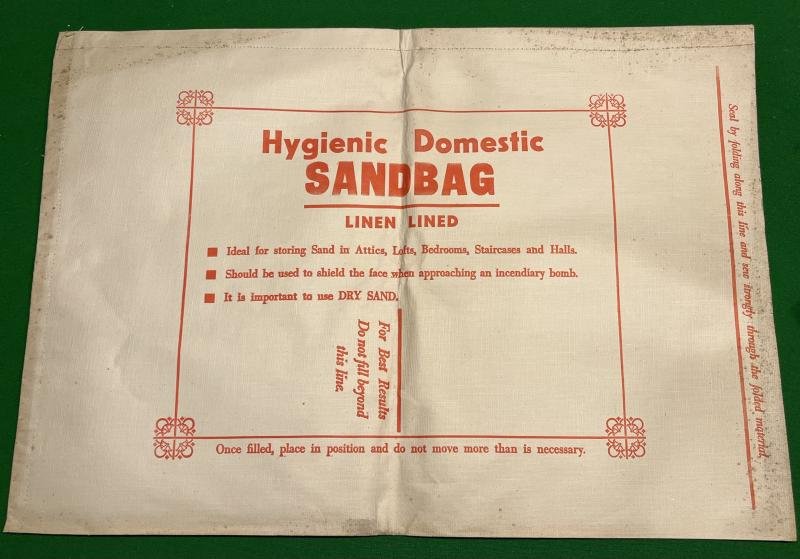 Hygienic Domestic
SANDBAG
LINEN LINED
Ideal for storing Sand in Attics, Lofts, Bedrooms, Staircases and Halls.
Should be used to shield the face when approaching an incendiary bomb.
It is important to use DRY SAND.
For Best Results
Do not fill beyond
this line.
Once filled, place in position and do not move more than is necessary.
Seal by folding along this line and sew strongly through the folded material.